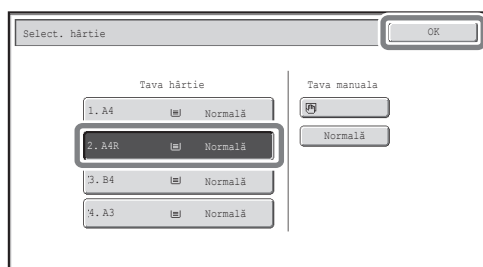 Select. hârtie
OK
Tava hârtie
Tava manuala
1. A4 Normală
2. A4R Normală
3. B4 Normală
4. A3 Normală
Normală